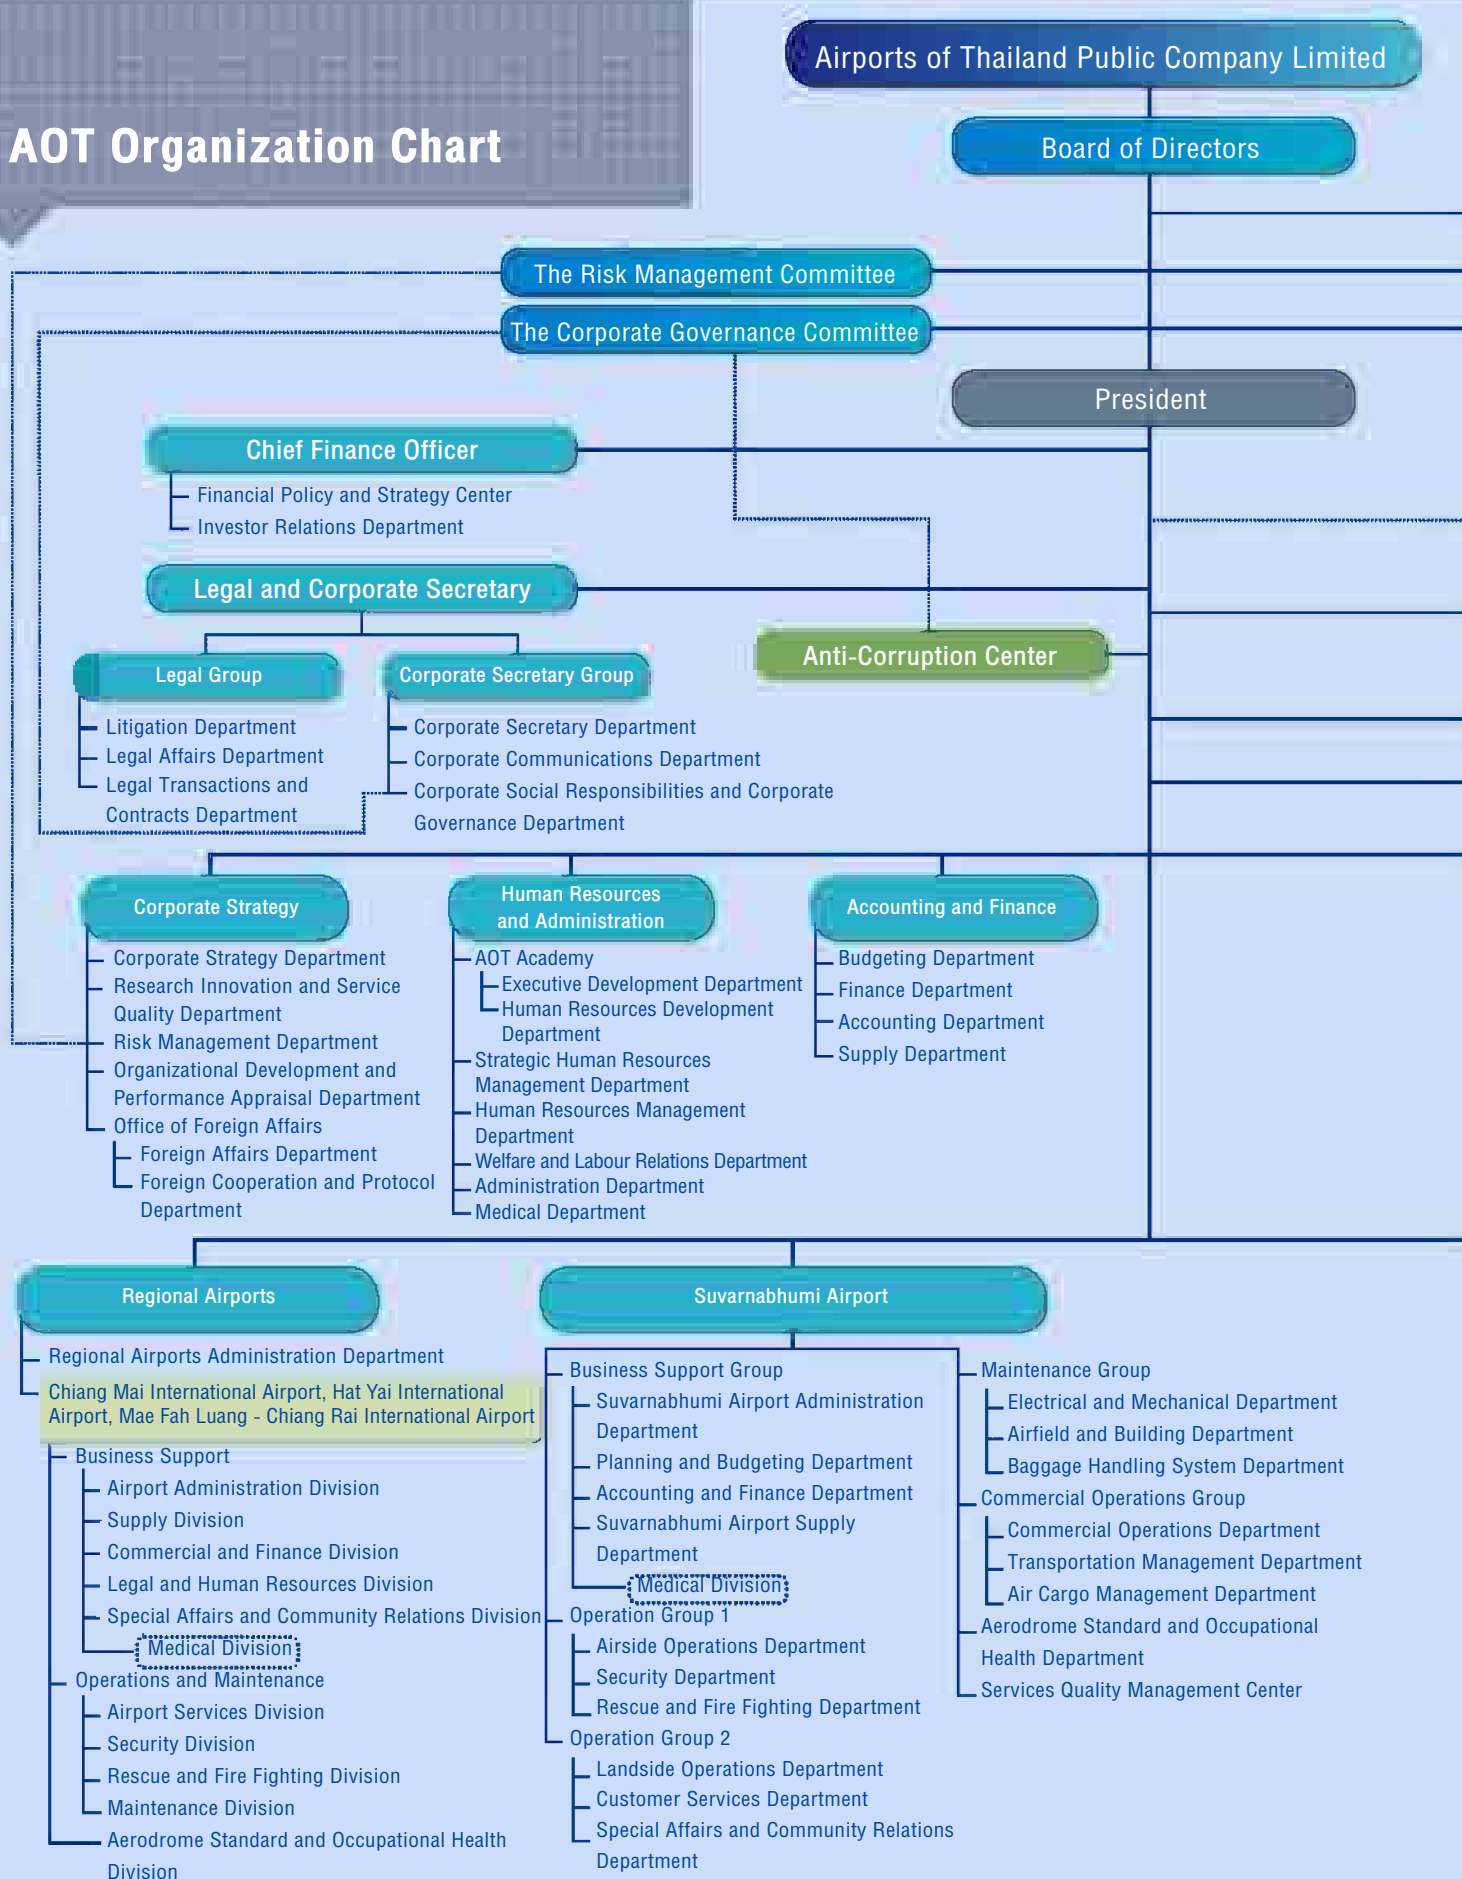 AOT Organization Chart
Airports of Thailand Public Company Limited
Board of Directors
The Risk Management Committee
The Corporate Governance Committee
President
Chief Finance Officer
Financial Policy and Strategy Center
Investor Relations Department
Legal and Corporate Secretary
Anti-Corruption Center
Legal Group
Litigation Department
Legal Affairs Department
Legal Transactions and
Contracts Department
Corporate Secretary Group
Corporate Secretary Department
Corporate Communications Department
Corporate Social Responsibilities and Corporate
Governance Department
Corporate Strategy
Corporate Strategy Department
Research Innovation and Service
Quality Department
Risk Management Department
Organizational Development and
Performance Appraisal Department
Office of Foreign Affairs
Foreign Affairs Department
Foreign Cooperation and Protocol
Department
Human Resources
and Administration
AOT Academy
Executive Development Department
Human Resources Development
Department
Strategic Human Resources
Management Department
Human Resources Management
Department
Welfare and Labour Relations Department
Administration Department
Medical Department
Accounting and Finance
Budgeting Department
Finance Department
Accounting Department
Supply Department
Regional Airports
Regional Airports Administration Department
Chiang Mai International Airport, Hat Yai International
Airport, Mae Fah Luang - Chiang Rai International Airport
Business Support
Airport Administration Division
Supply Division
Commercial and Finance Division
Legal and Human Resources Division
Special Affairs and Community Relations Division
Medical Division
Operations and Maintenance
Airport Services Division
Security Division
Rescue and Fire Fighting Division
Maintenance Division
Aerodrome Standard and Occupational Health
Division
Suvarnabhumi Airport
Business Support Group
Suvarnabhumi Airport Administration
Department
Planning and Budgeting Department
Accounting and Finance Department
Suvarnabhumi Airport Supply
Department
Medical Division
Operation Group 1
Airside Operations Department
Security Department
Rescue and Fire Fighting Department
Operation Group 2
Landside Operations Department
Customer Services Department
Special Affairs and Community Relations
Department
Maintenance Group
Electrical and Mechanical Department
Airfield and Building Department
Baggage Handling System Department
Commercial Operations Group
Commercial Operations Department
Transportation Management Department
Air Cargo Management Department
Aerodrome Standard and Occupational
Health Department
Services Quality Management Center